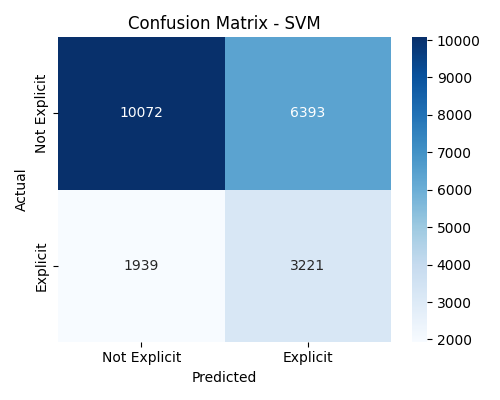 Confusion Matrix - SVM
Not Explicit
Explicit
Actual
10072
6393
1939
3221
Not Explicit
Explicit
Predicted
10000
9000
8000
7000
6000
5000
4000
3000
2000